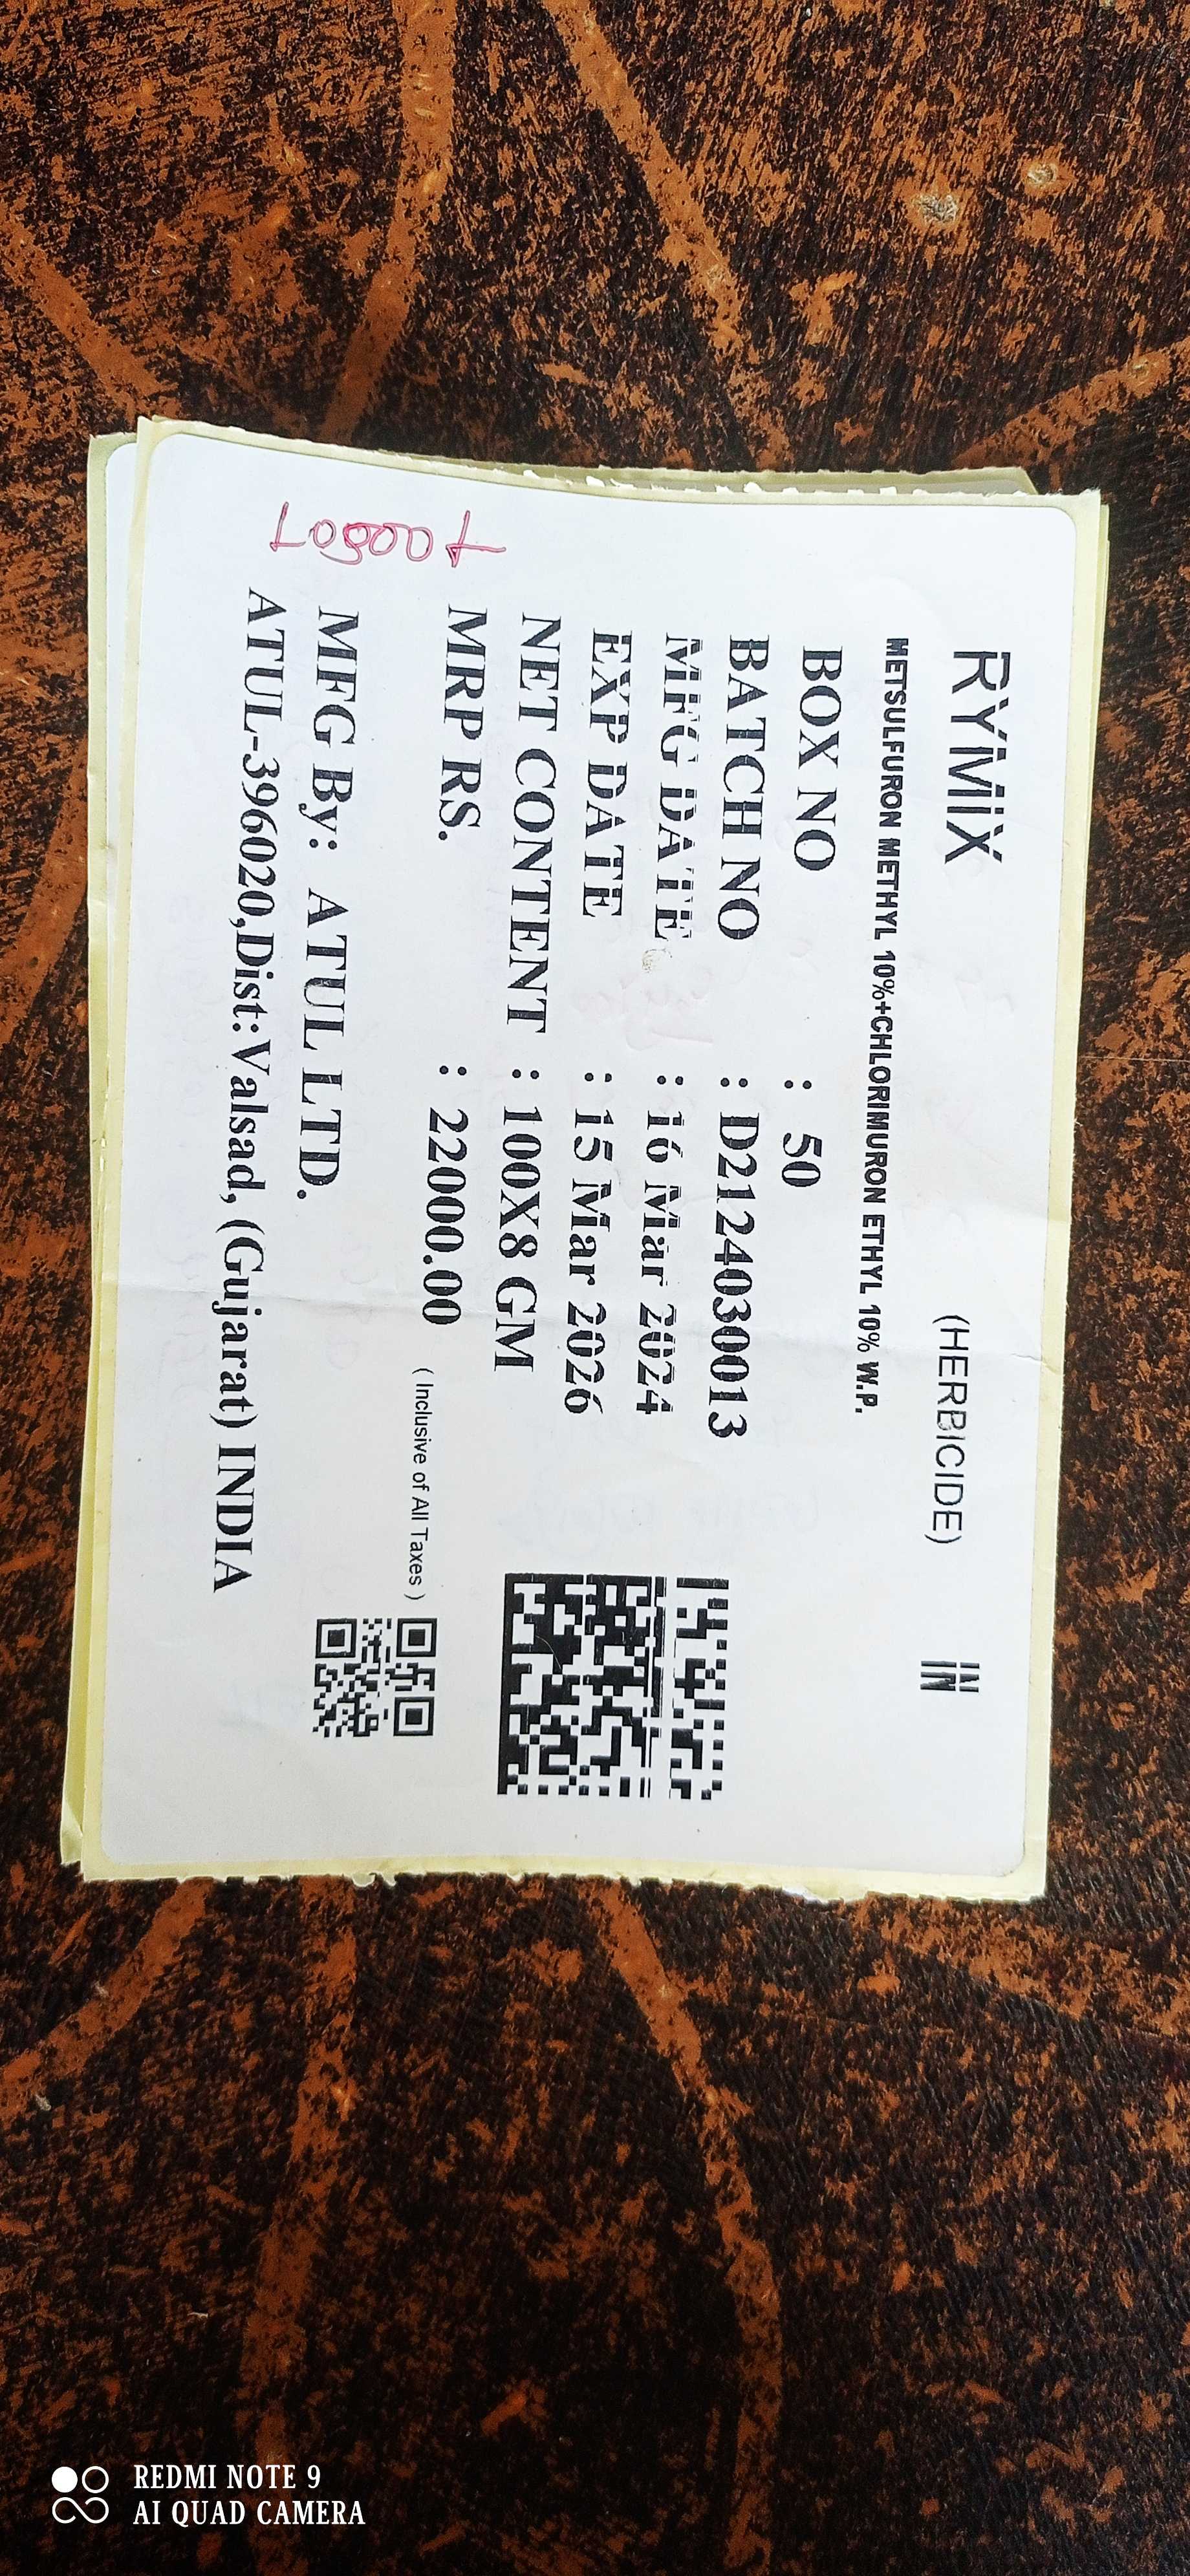 RYMIX (HERBICIDE) IN
METSULFURON METHYL 10%+CHLORIMURON ETHYL 10% W.P.
BOX NO : 50
BATCH NO : D2124030013
MFG DATE : 16 Mar 2024
EXP DATE : 15 Mar 2026
NET CONTENT : 100X8 GM
MRP RS. : 22000.00 ( Inclusive of All Taxes )
MFG By: ATUL LTD.
ATUL-396020,Dist:Valsad, (Gujarat) INDIA
REDMI NOTE 9
AI QUAD CAMERA